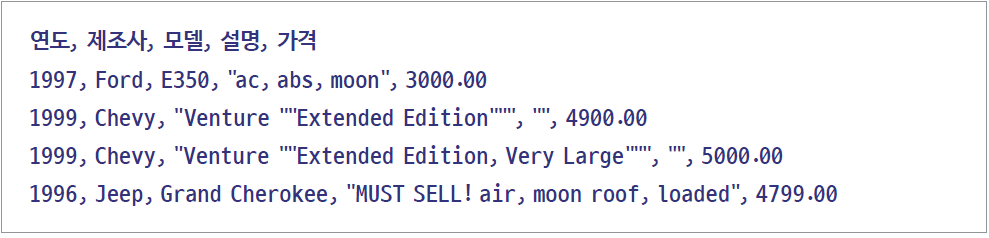 연도, 제조사, 모델, 설명, 가격
1997, Ford, E350, "ac, abs, moon", 3000.00
1999, Chevy, "Venture ""Extended Edition""", "", 4900.00
1999, Chevy, "Venture ""Extended Edition, Very Large""", "", 5000.00
1996, Jeep, Grand Cherokee, "MUST SELL! air, moon roof, loaded", 4799.00